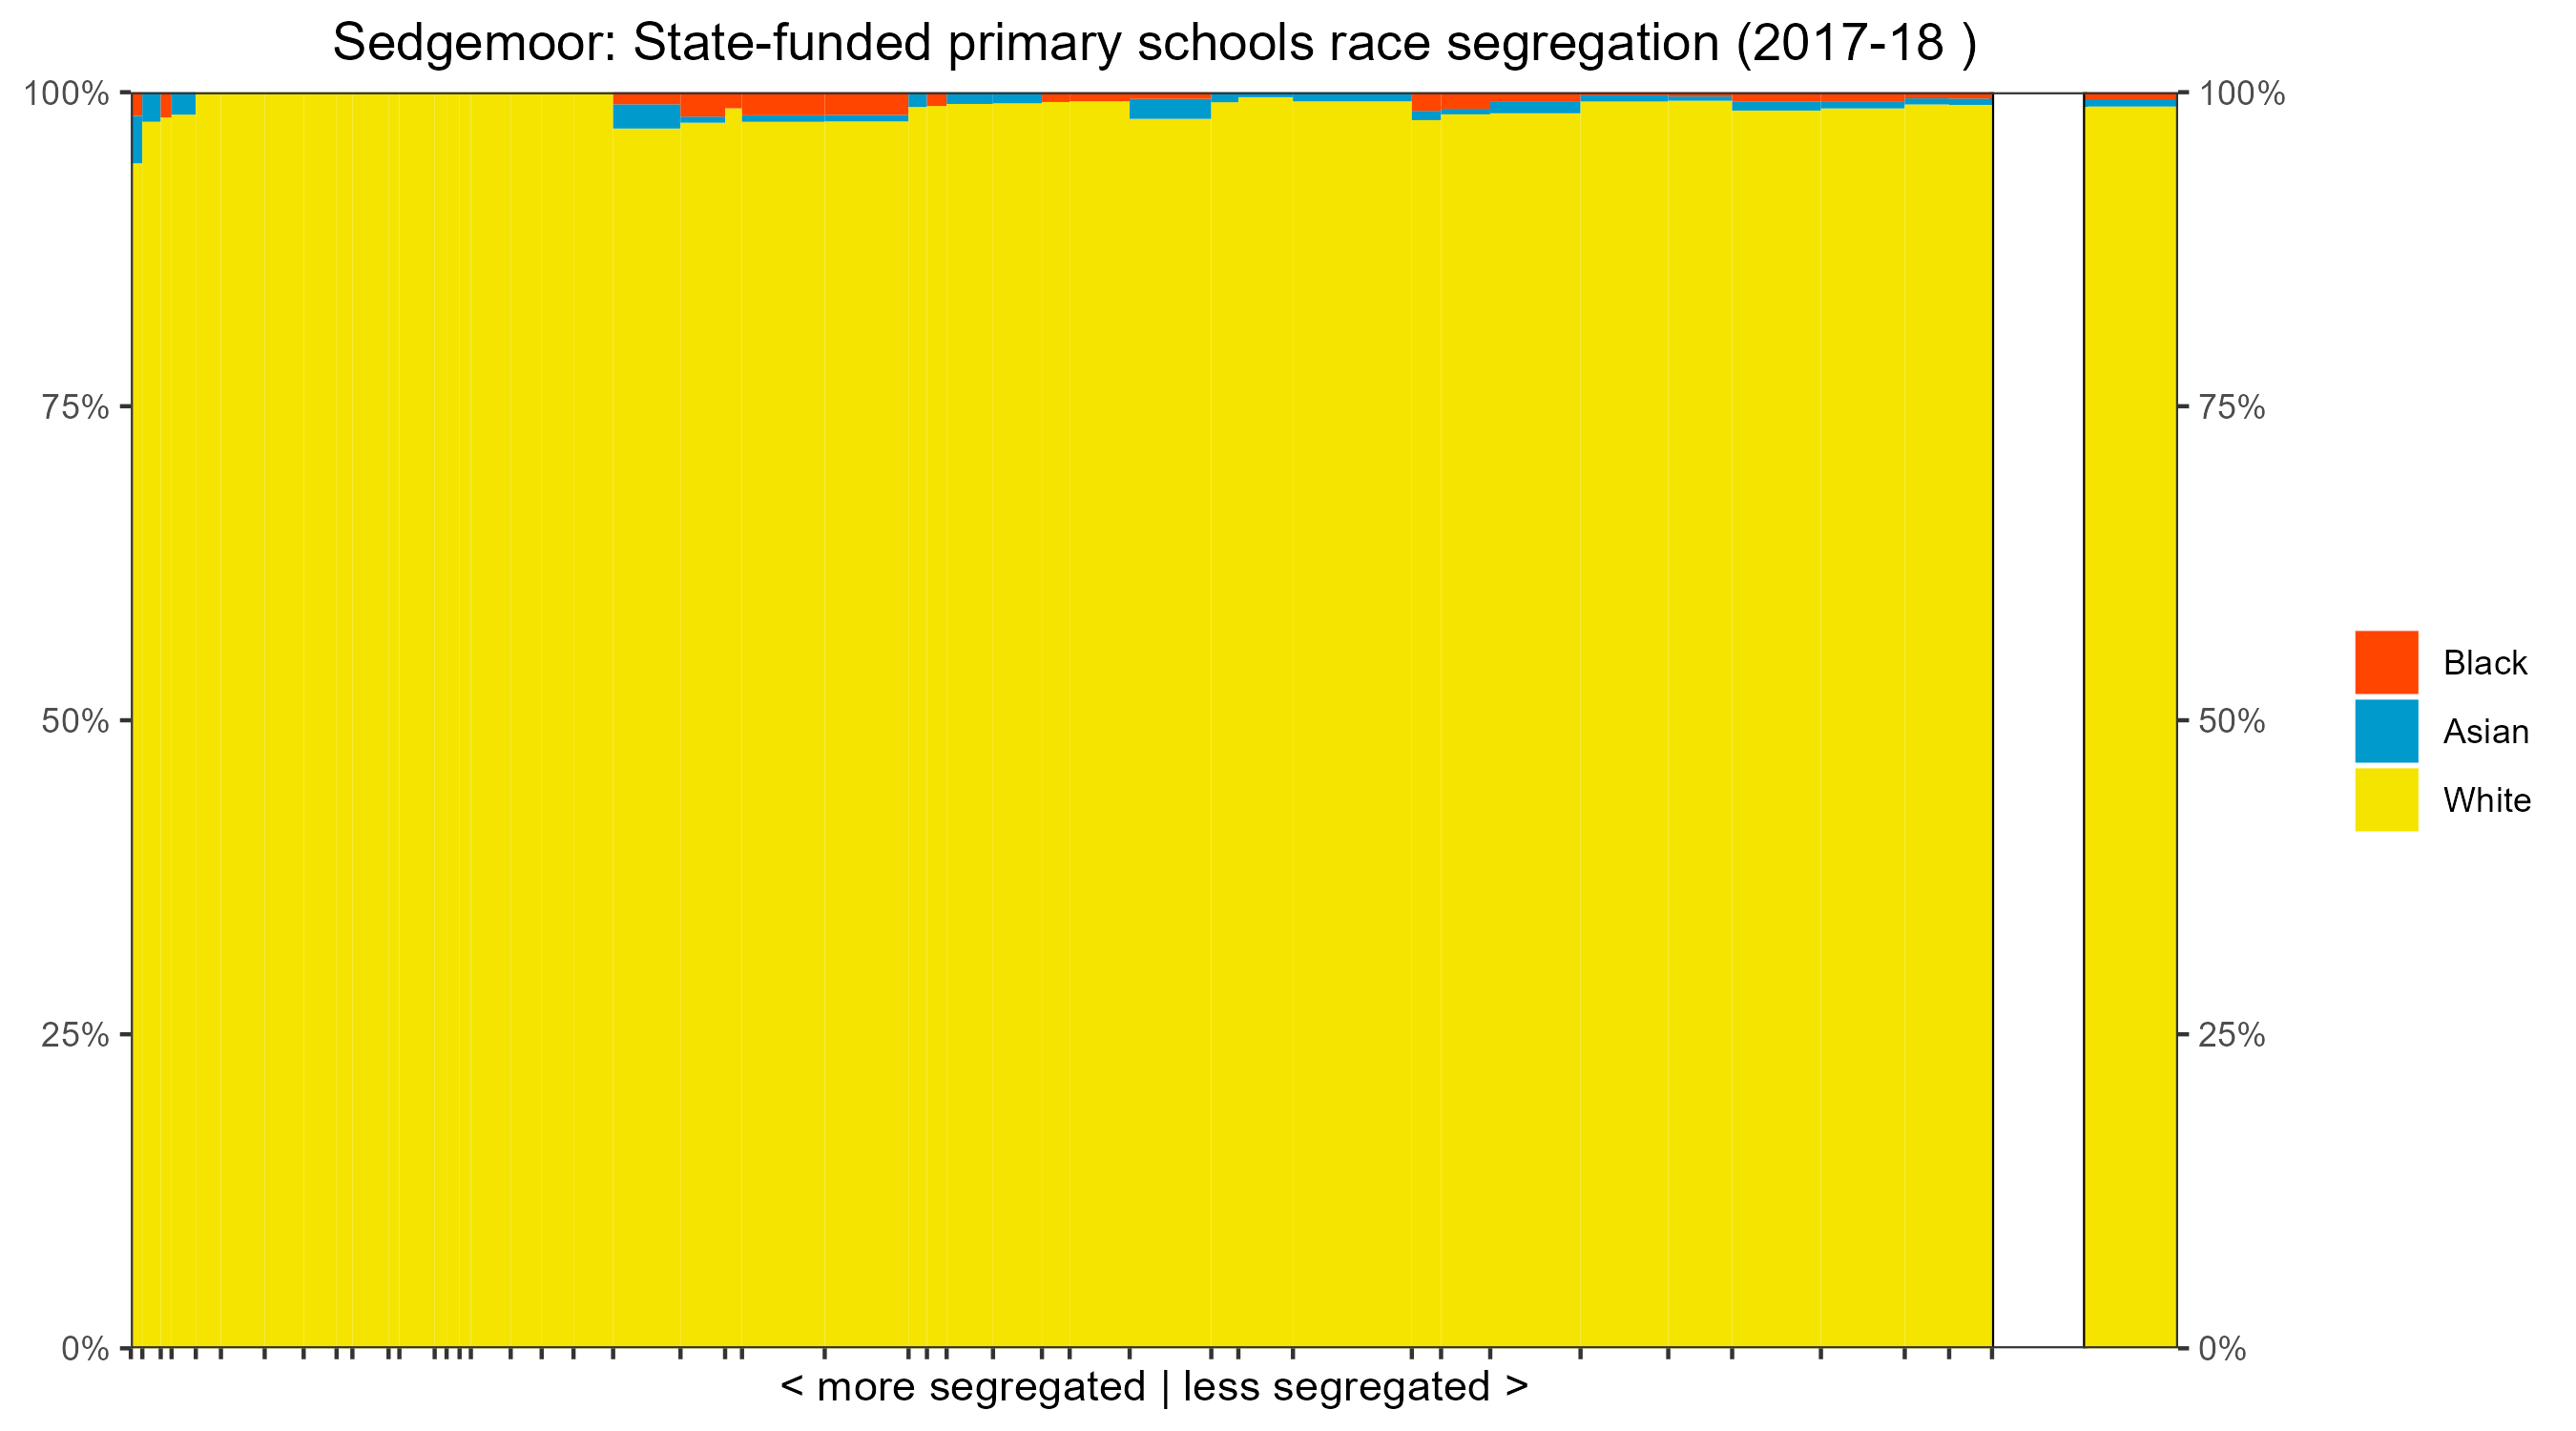 Sedgemoor: State-funded primary schools race segregation (2017-18 )
100%
75%
50%
25%
0%
100%
75%
50%
25%
0%
Black
Asian
White
< more segregated | less segregated >